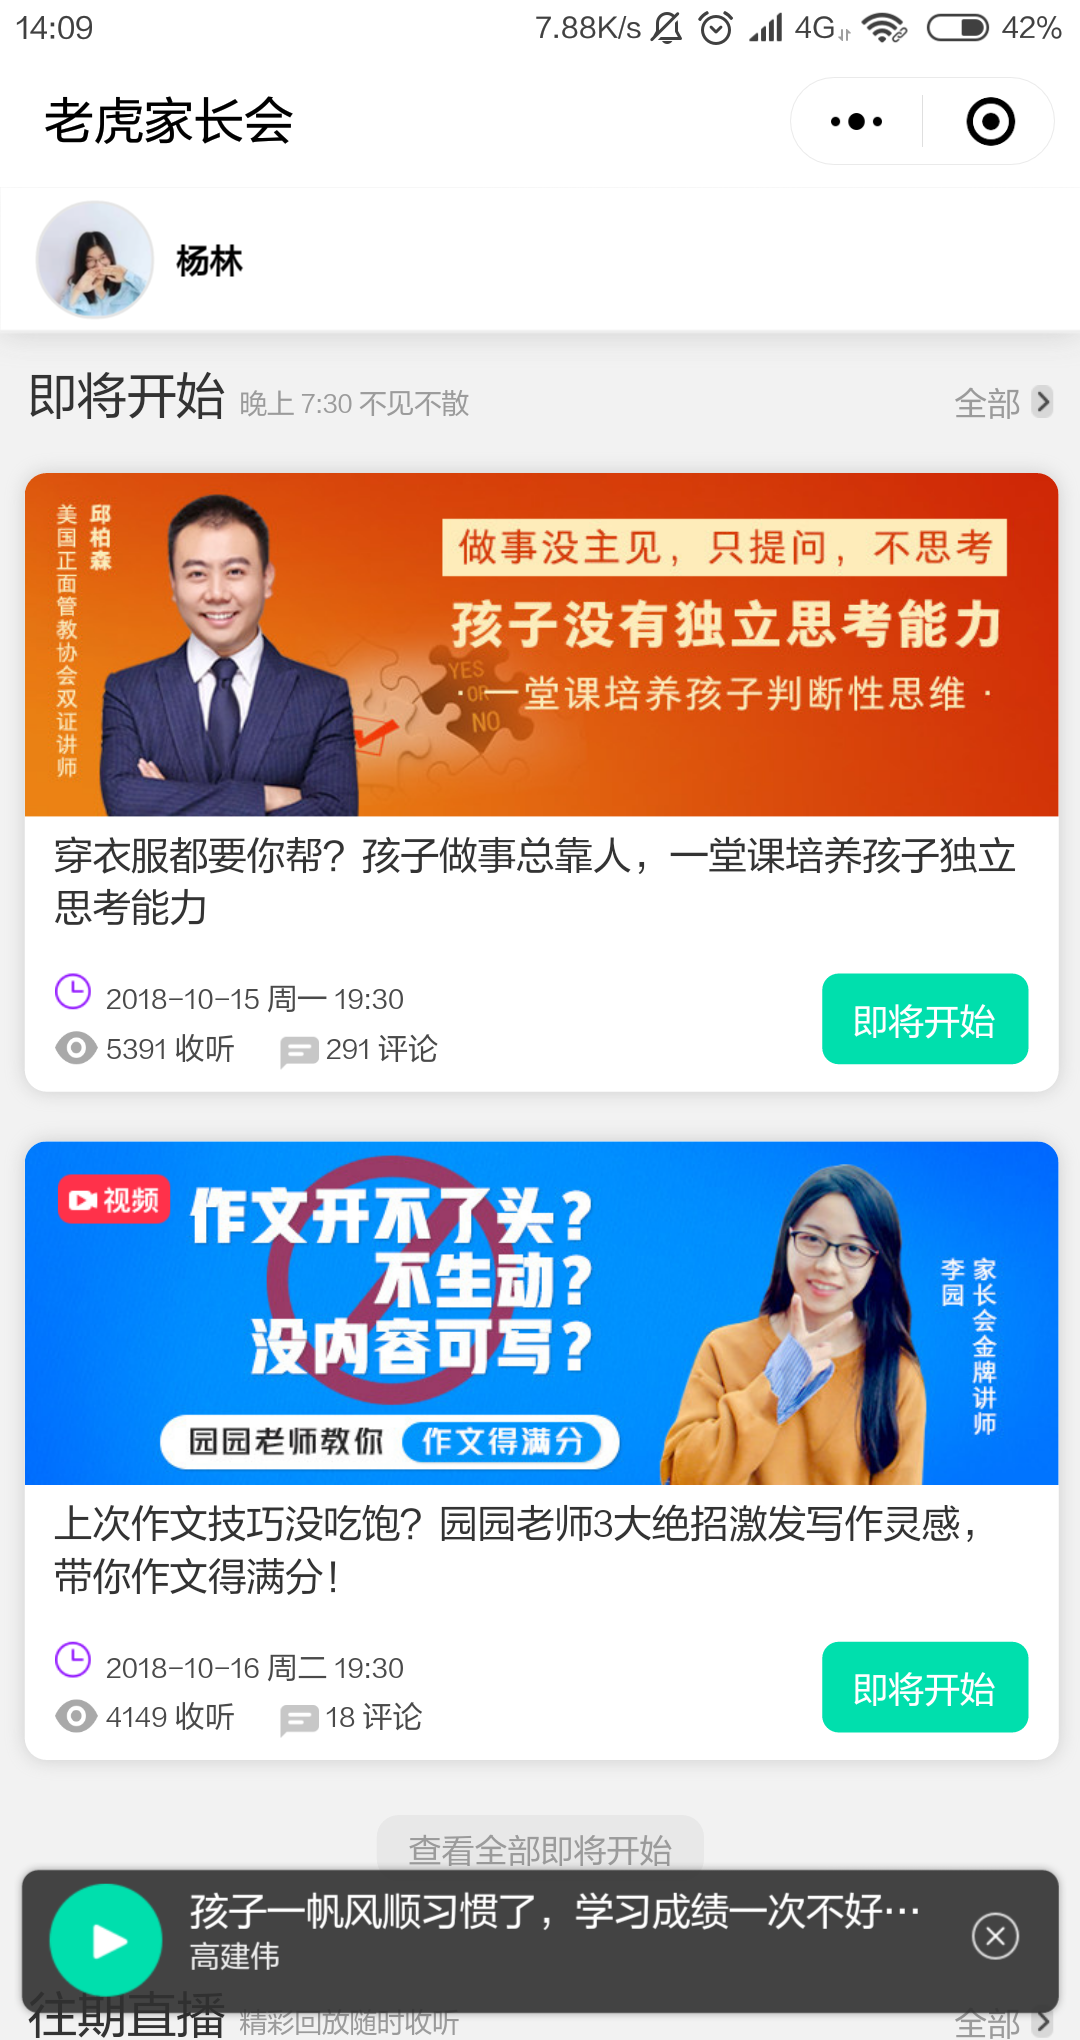 14:09
7.88K/s 4G 42%
老虎家长会
杨林
即将开始 晚上 7:30 不见不散 全部
美国正面管教协会双证讲师
邱柏森
做事没主见，只提问，不思考
孩子没有独立思考能力
·一堂课培养孩子判断性思维·
YES
OR
NO
穿衣服都要你帮？孩子做事总靠人，一堂课培养孩子独立
思考能力
2018-10-15 周一 19:30
5391 收听 291 评论
即将开始
视频
作文开不了头？
不生动？
没内容可写？
园园老师教你 作文得满分
家长会金牌讲师
李园
上次作文技巧没吃饱？园园老师3大绝招激发写作灵感，
带你作文得满分！
2018-10-16 周二 19:30
4149 收听 18 评论
即将开始
查看全部即将开始
孩子一帆风顺习惯了，学习成绩一次不好…
高建伟
往期直播 精彩回放随时收听 全部